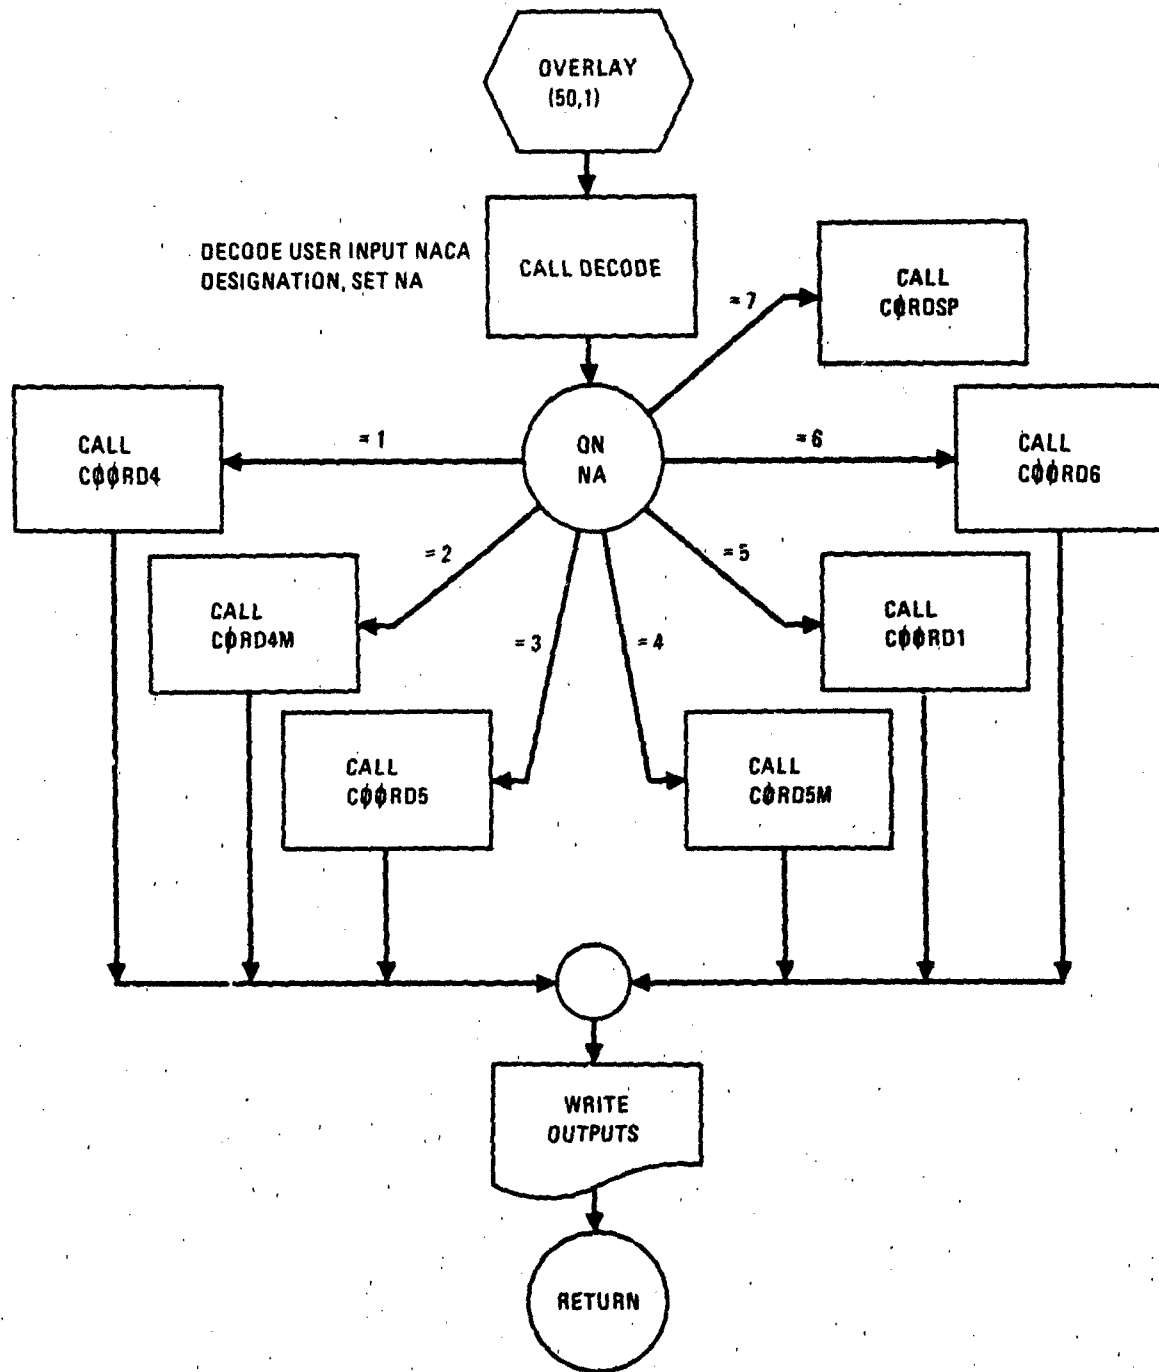 OVERLAY
(50,1)
DECODE USER INPUT NACA
DESIGNATION, SET NA
CALL DECODE
=7
CALL
CØRDSP
CALL
CØØRD4
=1
ON
NA
=6
CALL
CØØRD6
=2
CALL
CØRD4M
=5
CALL
CØØRD1
=3
=4
CALL
CØØRD5
CALL
CØRD5M
WRITE
OUTPUTS
RETURN